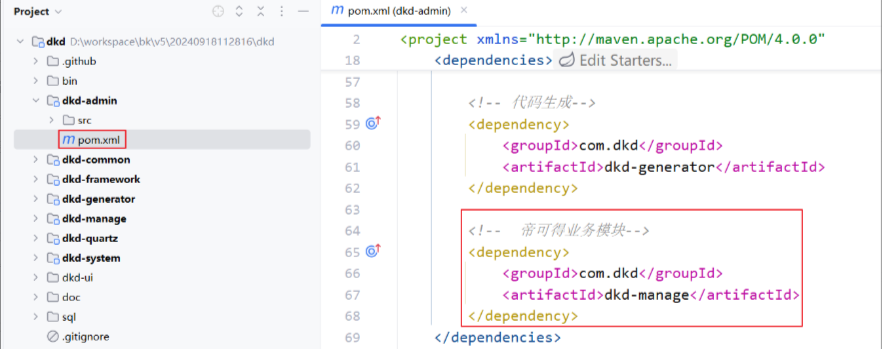 Project
dkd D:\workspace\bk\v5\20240918112816\dkd
.github
bin
dkd-admin
src
pom.xml
dkd-common
dkd-framework
dkd-generator
dkd-manage
dkd-quartz
dkd-system
dkd-ui
doc
sql
.gitignore
pom.xml (dkd-admin)
2 <project xmlns="http://maven.apache.org/POM/4.0.0"
18 <dependencies> Edit Starters...
57
58 <!-- 代码生成-->
59 <dependency>
60 <groupId>com.dkd</groupId>
61 <artifactId>dkd-generator</artifactId>
62 </dependency>
63
64 <!-- 帝可得业务模块-->
65 <dependency>
66 <groupId>com.dkd</groupId>
67 <artifactId>dkd-manage</artifactId>
68 </dependency>
69 </dependencies>